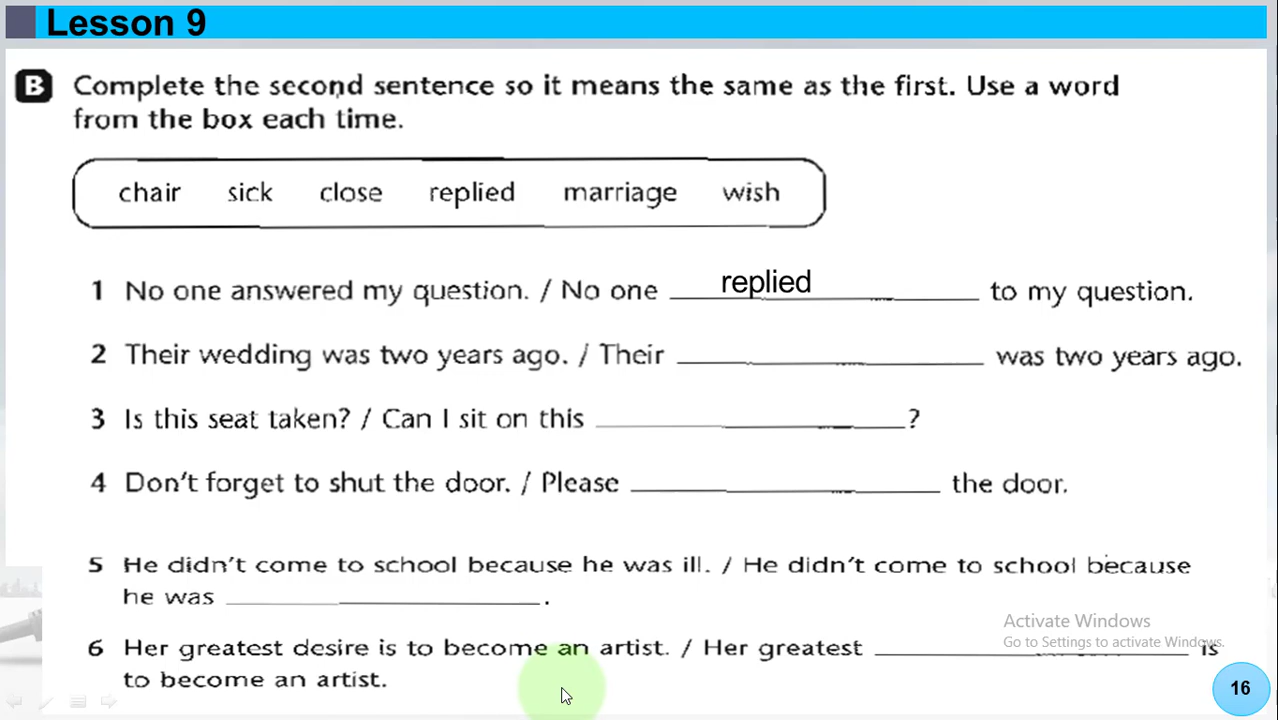 Lesson 9
B Complete the second sentence so it means the same as the first. Use a word
from the box each time.
chair sick close replied marriage wish
1 No one answered my question. / No one replied to my question.
2 Their wedding was two years ago. / Their ____________ was two years ago.
3 Is this seat taken? / Can I sit on this ____________?
4 Don't forget to shut the door. / Please ____________ the door.
5 He didn't come to school because he was ill. / He didn't come to school because
he was ____________.
Activate Windows
Go to Settings to activate Windows.
6 Her greatest desire is to become an artist. / Her greatest ____________ is
to become an artist.
16